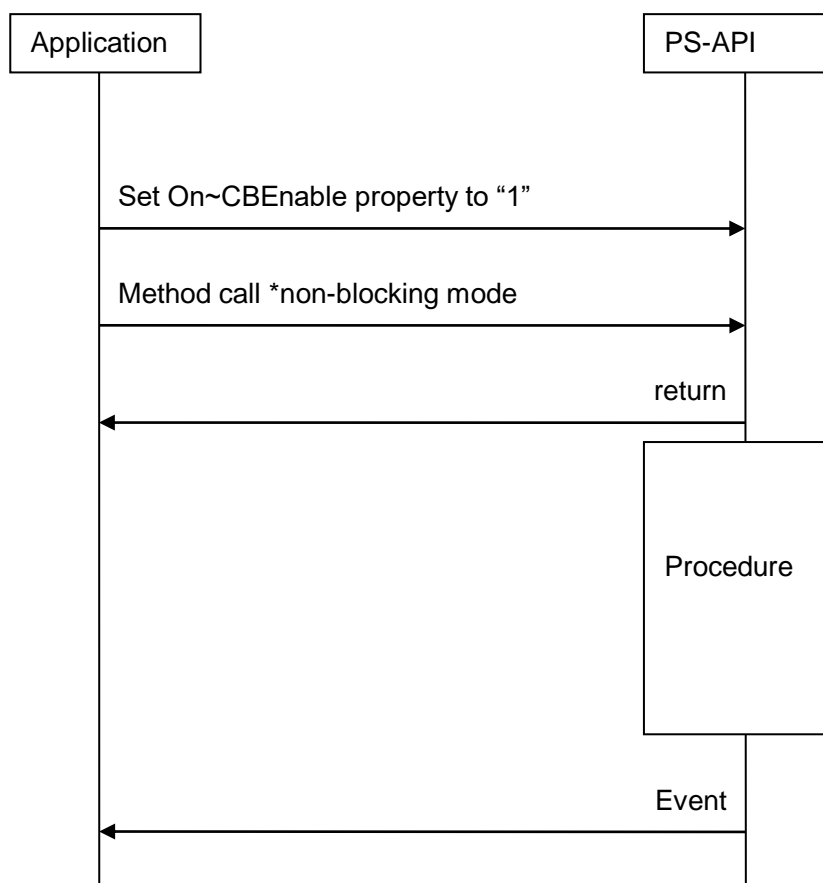 Application
PS-API
Set On~CBEnable property to “1”
Method call *non-blocking mode
return
Procedure
Event